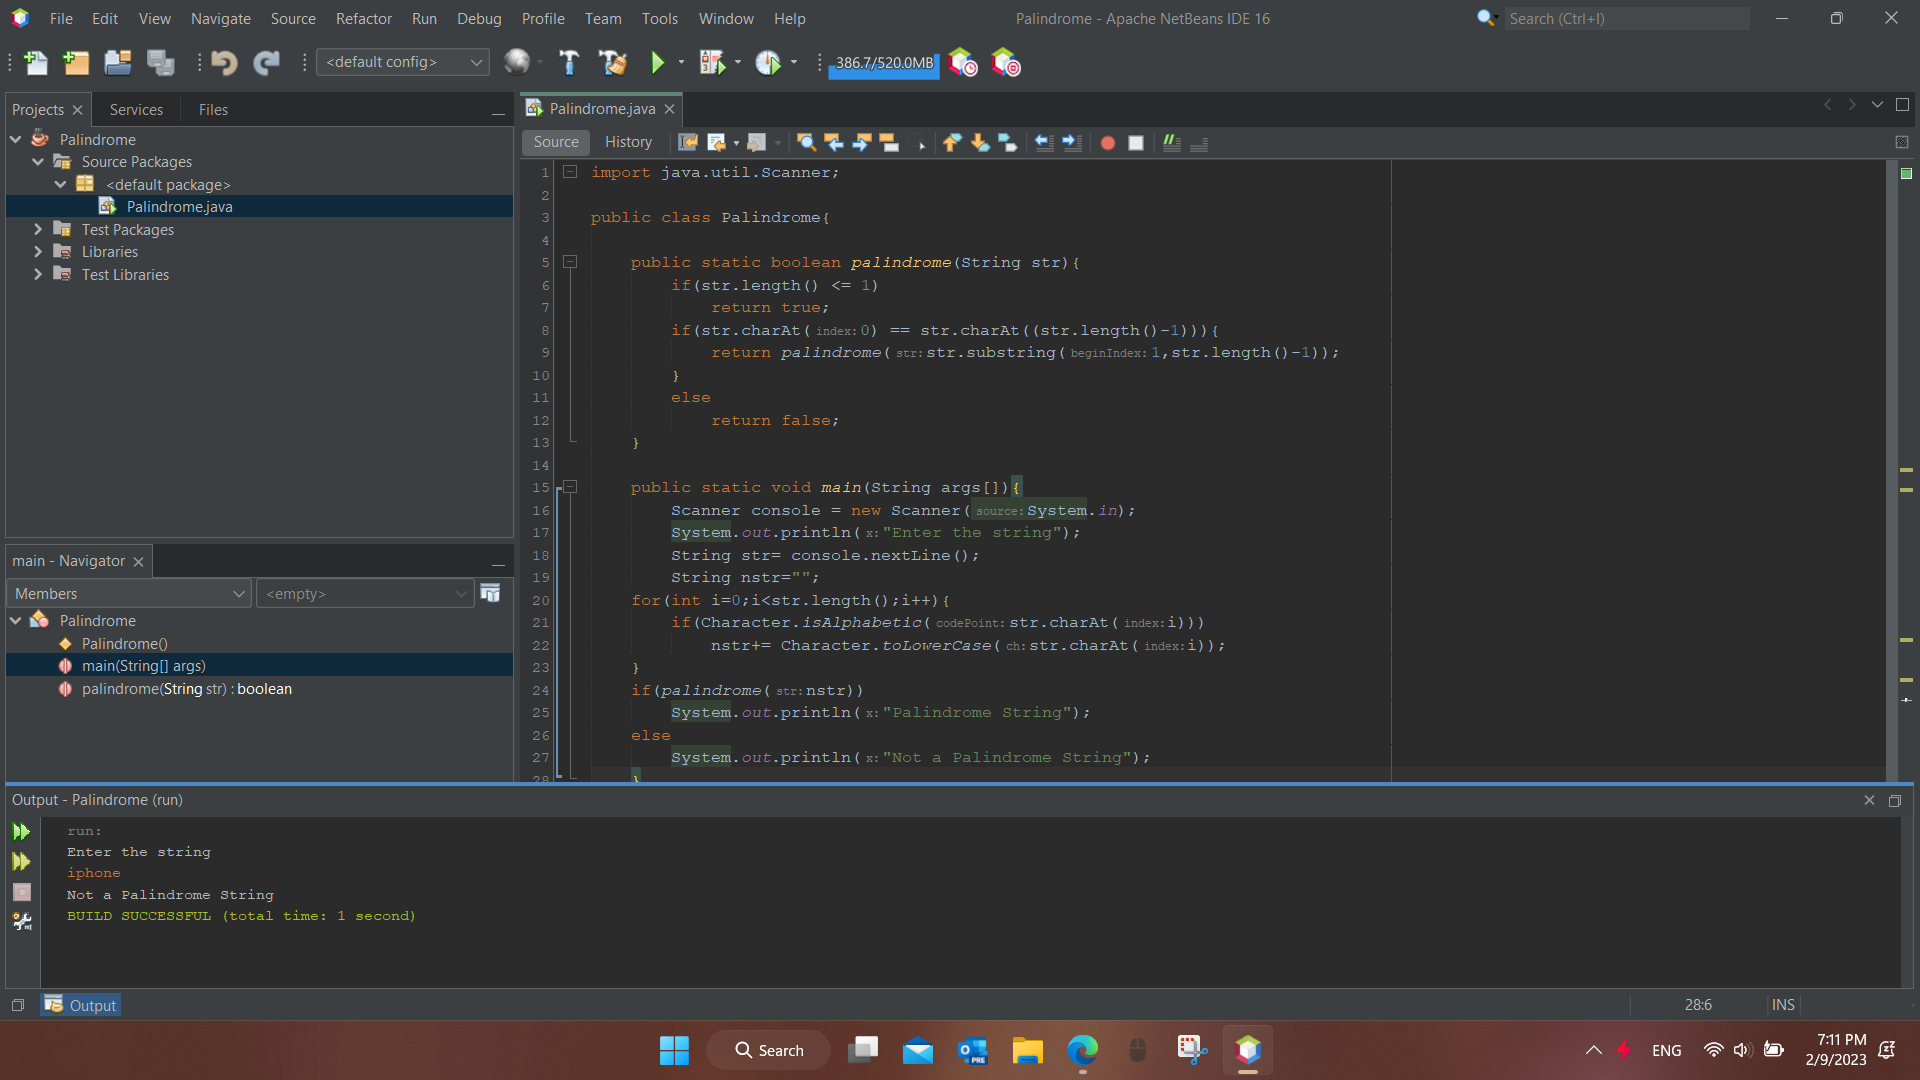 File Edit View Navigate Source Refactor Run Debug Profile Team Tools Window Help
Palindrome - Apache NetBeans IDE 16
Search (Ctrl+I)
<default config>
386.7/520.0MB
Projects Services Files
Palindrome
Source Packages
<default package>
Palindrome.java
Test Packages
Libraries
Test Libraries
main - Navigator
Members
<empty>
Palindrome
Palindrome()
main(String[] args)
palindrome(String str) : boolean
Palindrome.java
Source History
1 import java.util.Scanner;
2
3 public class Palindrome{
4
5 public static boolean palindrome(String str){
6 if(str.length() <= 1)
7 return true;
8 if(str.charAt( index: 0) == str.charAt((str.length()-1))){
9 return palindrome( str: str.substring( beginIndex: 1,str.length()-1));
10 }
11 else
12 return false;
13 }
14
15 public static void main(String args[]){
16 Scanner console = new Scanner( source: System.in);
17 System.out.println( x: "Enter the string");
18 String str= console.nextLine();
19 String nstr="";
20 for(int i=0;i<str.length();i++){
21 if(Character.isAlphabetic( codePoint: str.charAt( index: i)))
22 nstr+= Character.toLowerCase( ch: str.charAt( index: i));
23 }
24 if(palindrome( str: nstr))
25 System.out.println( x: "Palindrome String");
26 else
27 System.out.println( x: "Not a Palindrome String");
28 }
Output - Palindrome (run)
run:
Enter the string
iphone
Not a Palindrome String
BUILD SUCCESSFUL (total time: 1 second)
Output
28:6 INS
Search
PRE
ENG
7:11 PM
2/9/2023